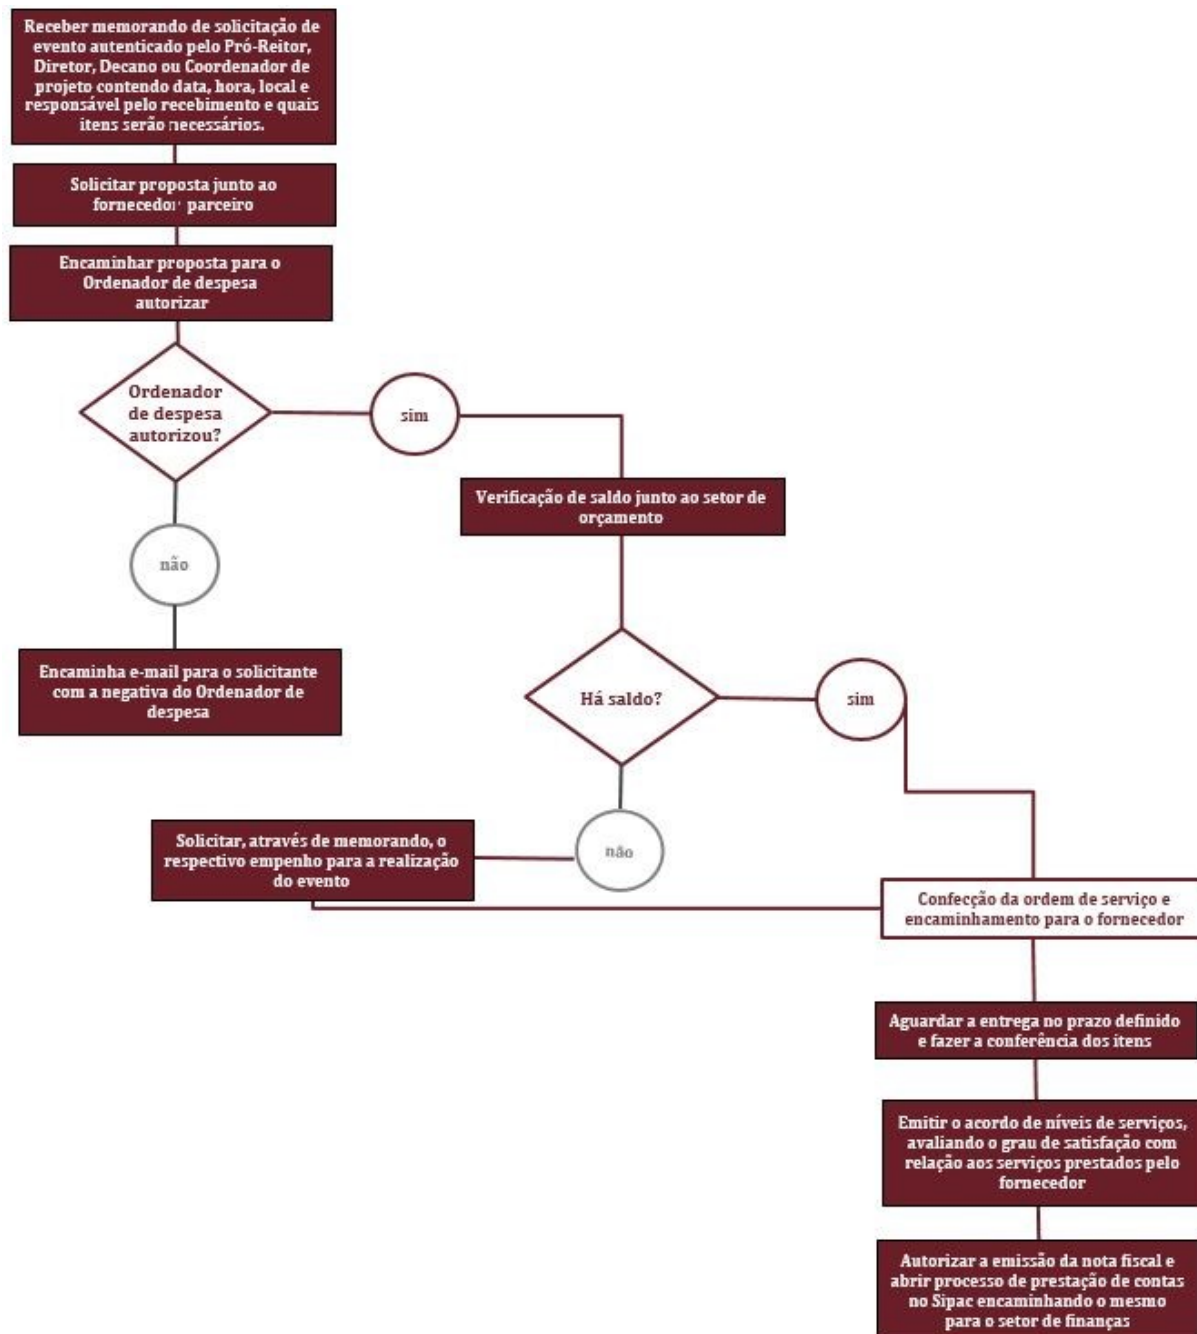 Receber memorando de solicitação de
evento autenticado pelo Pró-Reitor,
Diretor, Decano ou Coordenador de
projeto contendo data, hora, local e
responsável pelo recebimento e quais
itens serão necessários.
Solicitar proposta junto ao
fornecedor parceiro
Encaminhar proposta para o
Ordenador de despesa
autorizar
Ordenador
de despesa
autorizou?
sim
Verificação de saldo junto ao setor de
orçamento
não
Encaminha e-mail para o solicitante
com a negativa do Ordenador de
despesa
Há saldo?
sim
não
Solicitar, através de memorando, o
respectivo empenho para a realização
do evento
Confecção da ordem de serviço e
encaminhamento para o fornecedor
Aguardar a entrega no prazo definido
e fazer a conferência dos itens
Emitir o acordo de níveis de serviços,
avaliando o grau de satisfação com
relação aos serviços prestados pelo
fornecedor
Autorizar a emissão da nota fiscal e
abrir processo de prestação de contas
no Sipac encaminhando o mesmo
para o setor de finanças